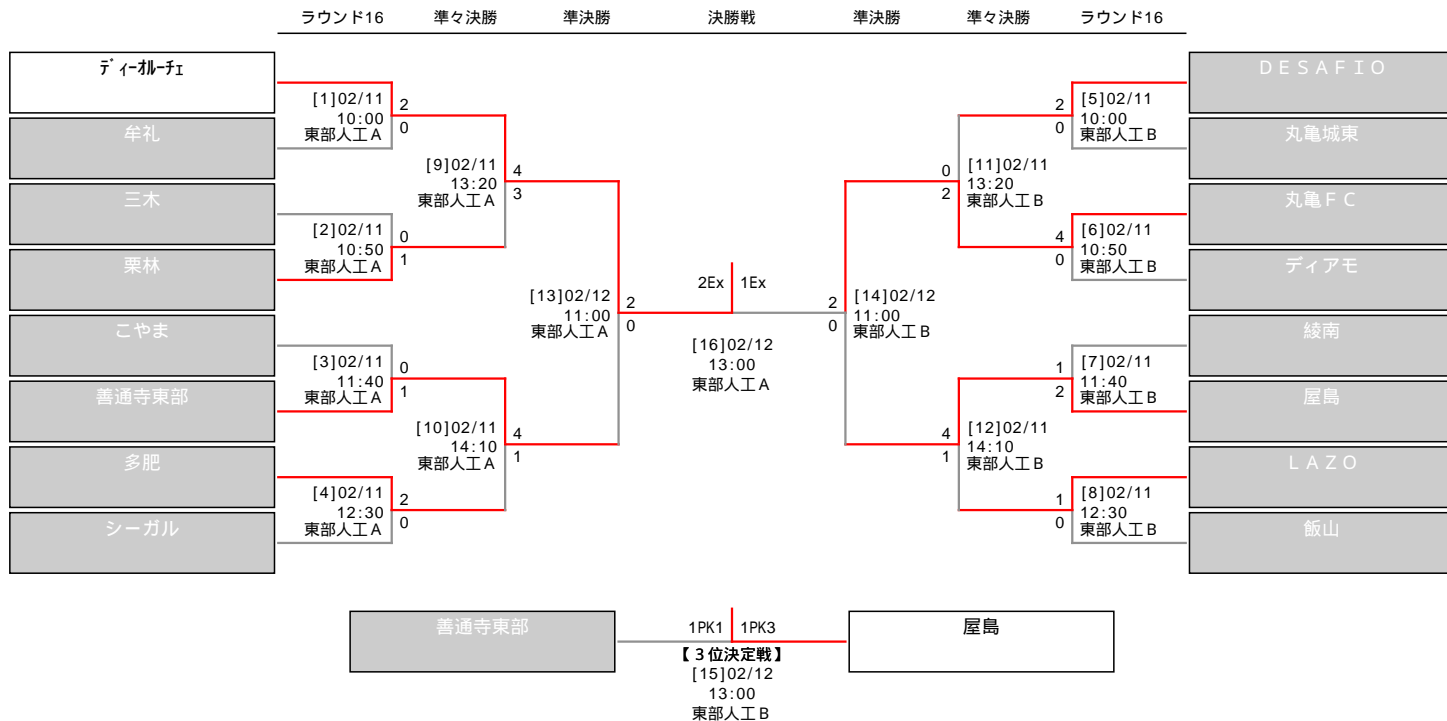 ラウンド16 準々決勝 準決勝 決勝戦 準決勝 準々決勝 ラウンド16
ディーオルーチェ
牟礼
三木
栗林
こやま
善通寺東部
多肥
シーガル
[1]02/11
10:00
東部人工A
2
0
[2]02/11
10:50
東部人工A
0
1
[3]02/11
11:40
東部人工A
0
1
[4]02/11
12:30
東部人工A
2
0
[9]02/11
13:20
東部人工A
4
3
[10]02/11
14:10
東部人工A
4
1
[13]02/12
11:00
東部人工A
2
0
2Ex 1Ex
[16]02/12
13:00
東部人工A
2
0
[14]02/12
11:00
東部人工B
0
2
[11]02/11
13:20
東部人工B
4
1
[12]02/11
14:10
東部人工B
2
0
[5]02/11
10:00
東部人工B
4
0
[6]02/11
10:50
東部人工B
1
2
[7]02/11
11:40
東部人工B
1
0
[8]02/11
12:30
東部人工B
DESAFIO
丸亀城東
丸亀FC
ディアモ
綾南
屋島
LAZO
飯山
善通寺東部
1PK1 1PK3
屋島
【3位決定戦】
[15]02/12
13:00
東部人工B